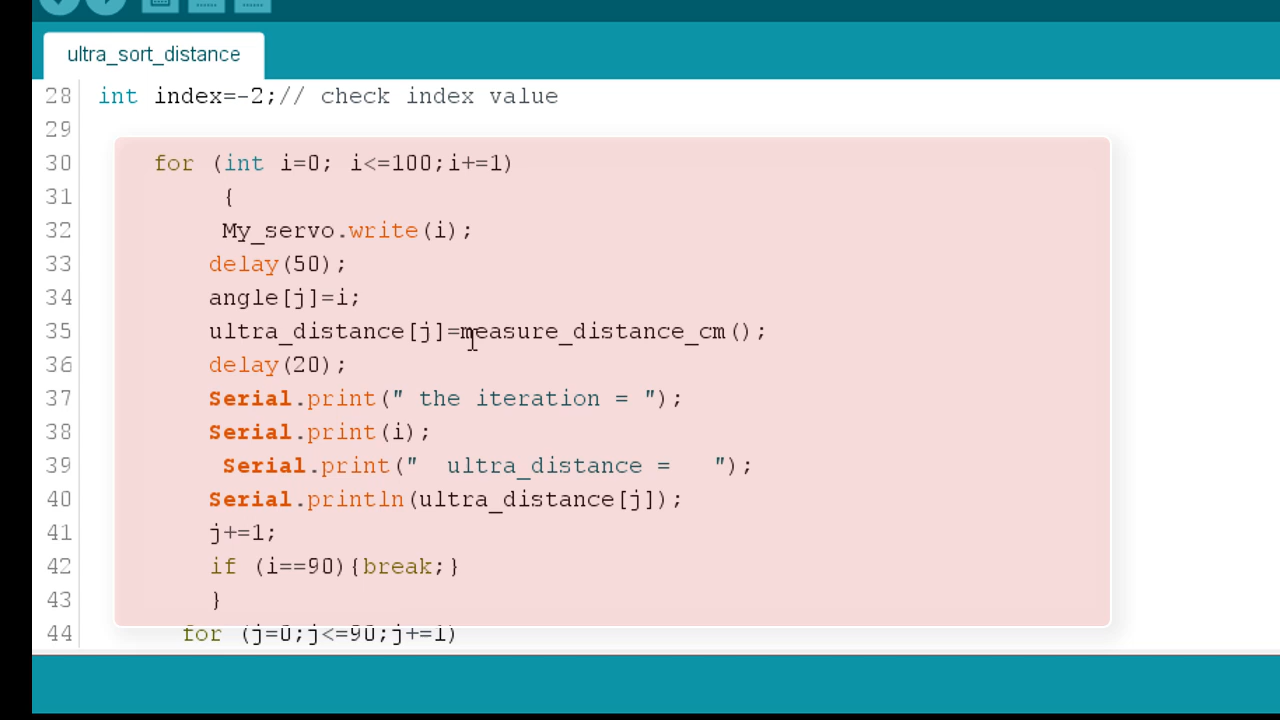 ultra_sort_distance
28 int index=-2;// check index value
29
30 for (int i=0; i<=100;i+=1)
31 {
32 My_servo.write(i);
33 delay(50);
34 angle[j]=i;
35 ultra_distance[j]=measure_distance_cm();
36 delay(20);
37 Serial.print(" the iteration = ");
38 Serial.print(i);
39 Serial.print("  ultra_distance =   ");
40 Serial.println(ultra_distance[j]);
41 j+=1;
42 if (i==90){break;}
43 }
44 for (j=0;j<=90;j+=1)